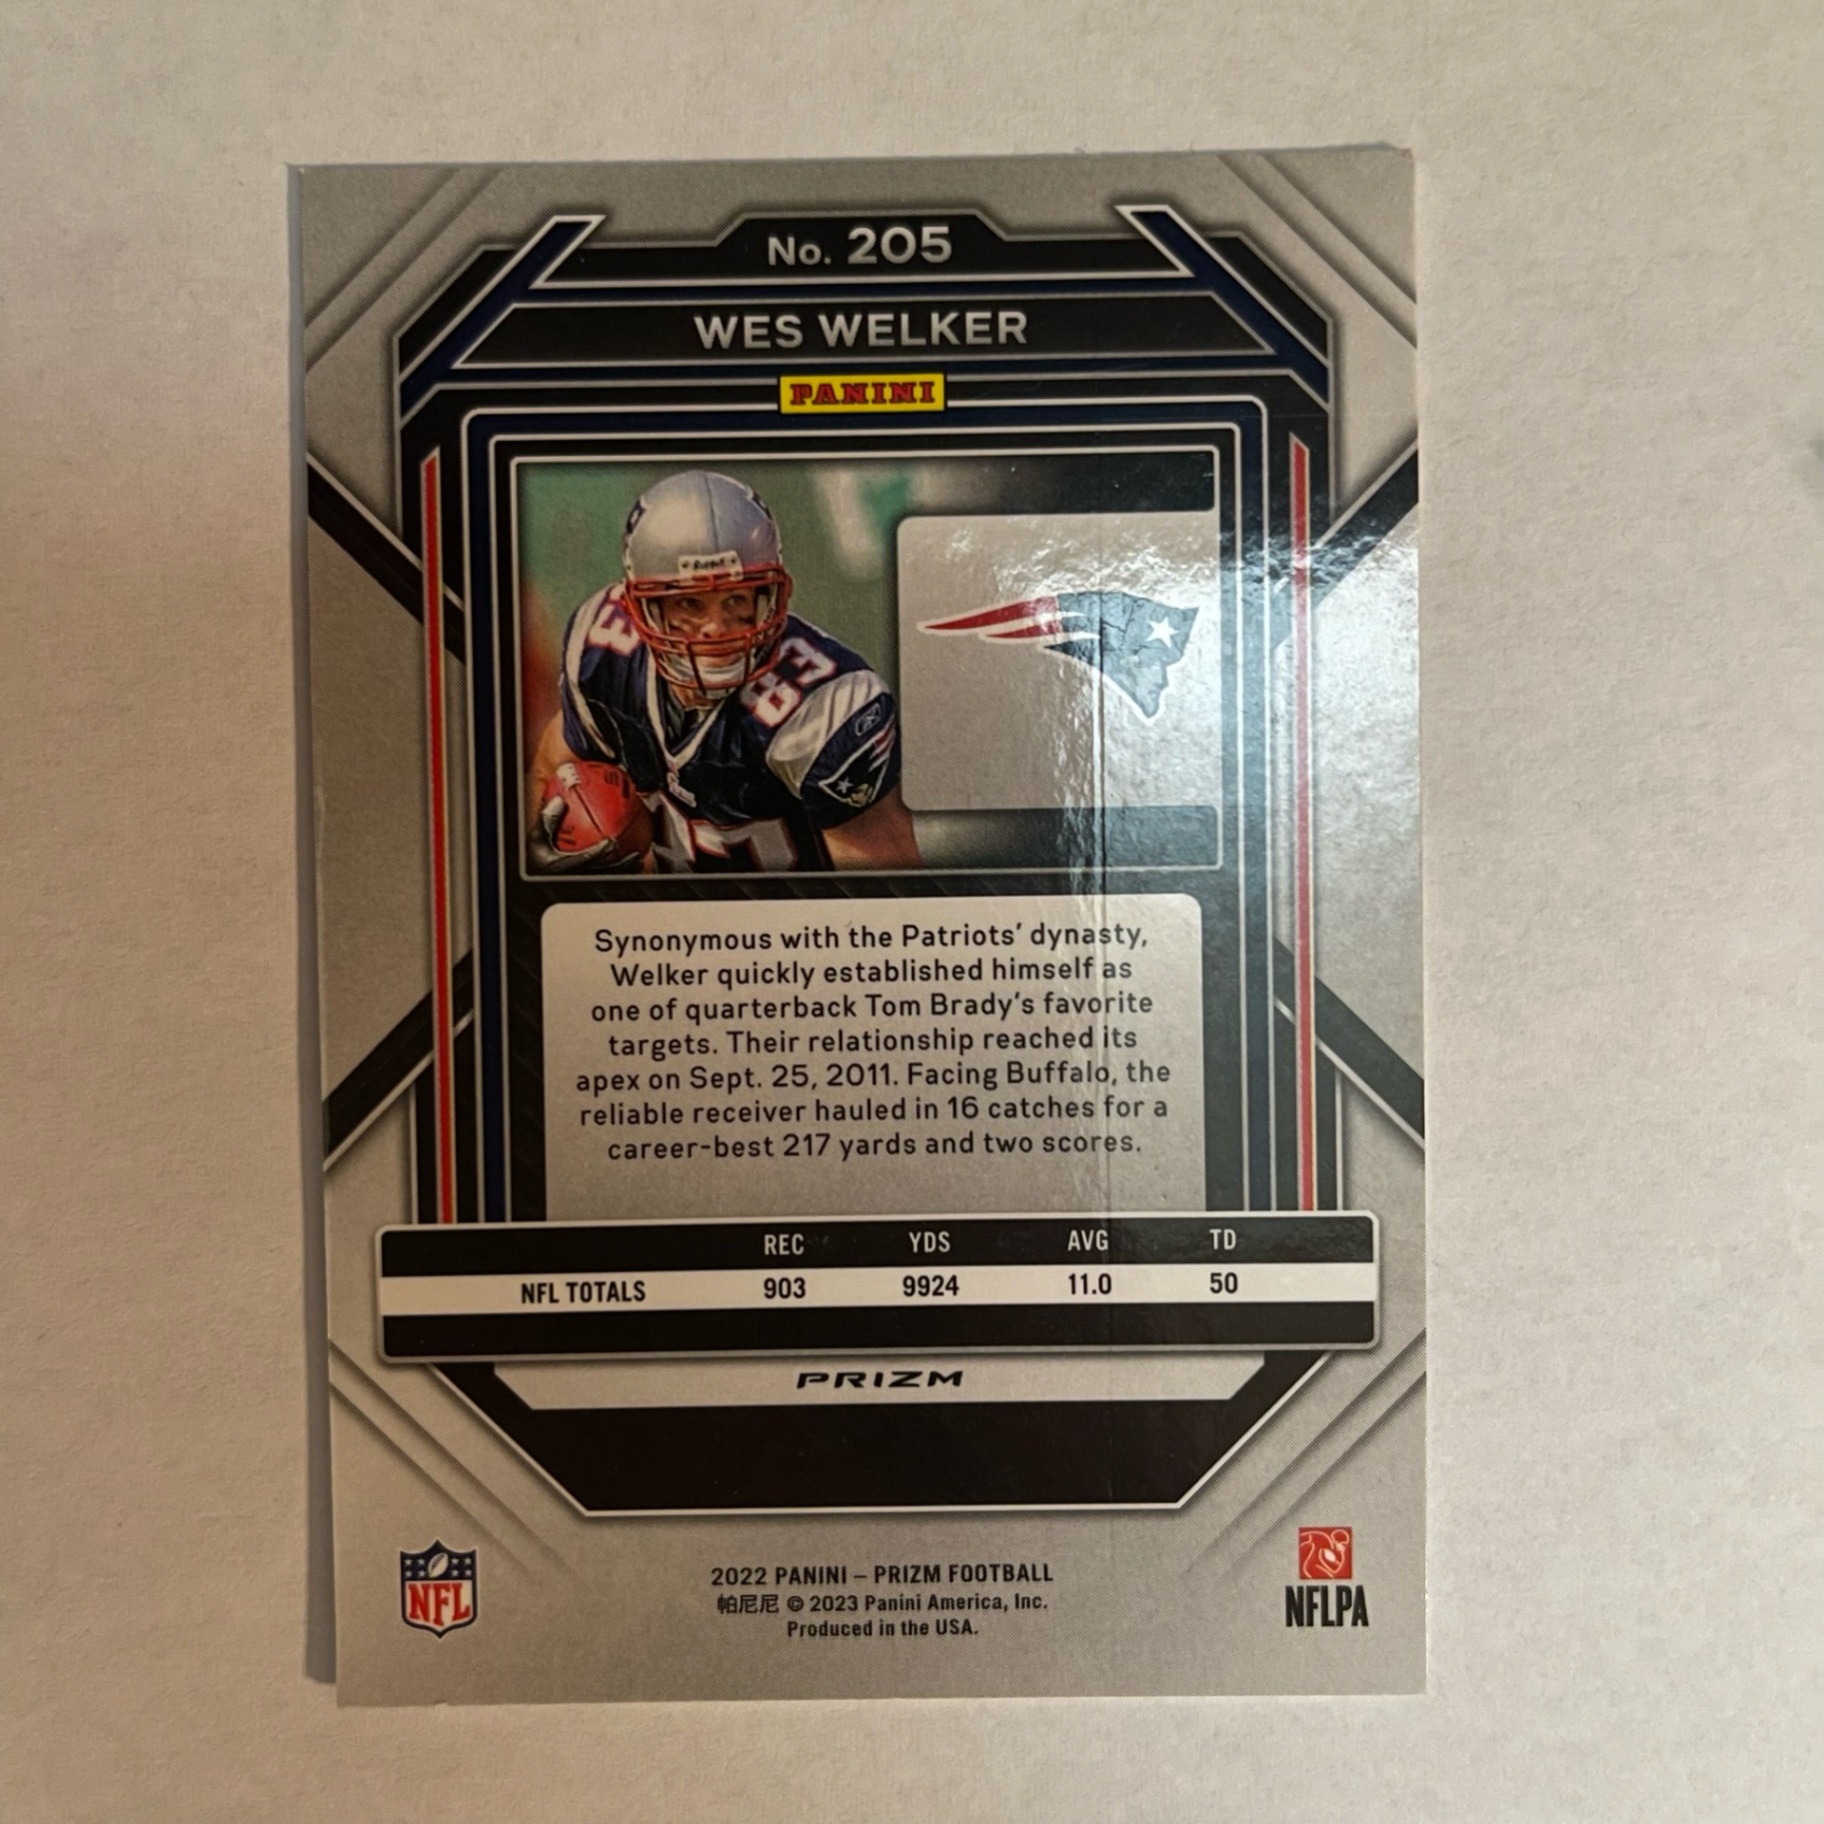 No. 205
WES WELKER
PANINI
Riddell
83
83
Synonymous with the Patriots' dynasty,
Welker quickly established himself as
one of quarterback Tom Brady's favorite
targets. Their relationship reached its
apex on Sept. 25, 2011. Facing Buffalo, the
reliable receiver hauled in 16 catches for a
career-best 217 yards and two scores.
REC YDS AVG TD
NFL TOTALS 903 9924 11.0 50
PRIZM
NFL
2022 PANINI – PRIZM FOOTBALL
帕尼尼 © 2023 Panini America, Inc.
Produced in the USA.
NFLPA